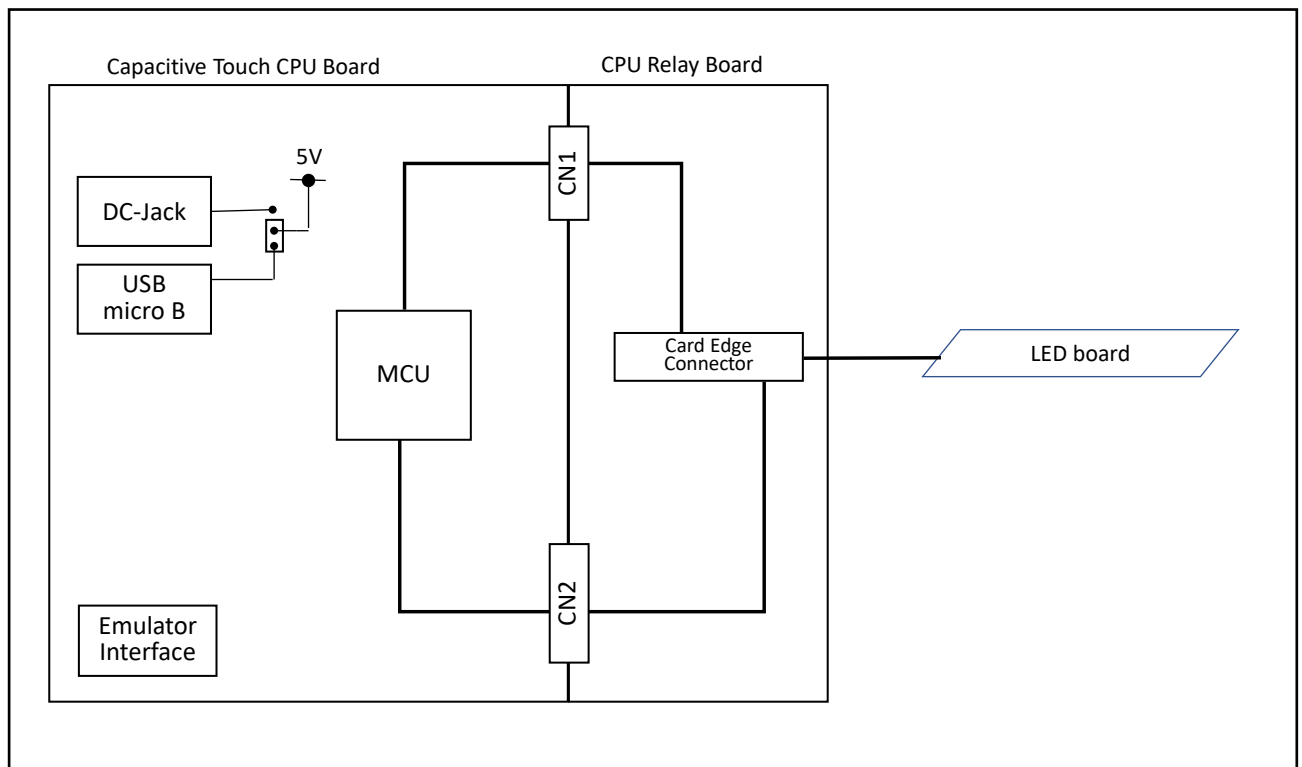 Capacitive Touch CPU Board
CPU Relay Board
5V
DC-Jack
USB
micro B
CN1
MCU
Card Edge
Connector
LED board
CN2
Emulator
Interface